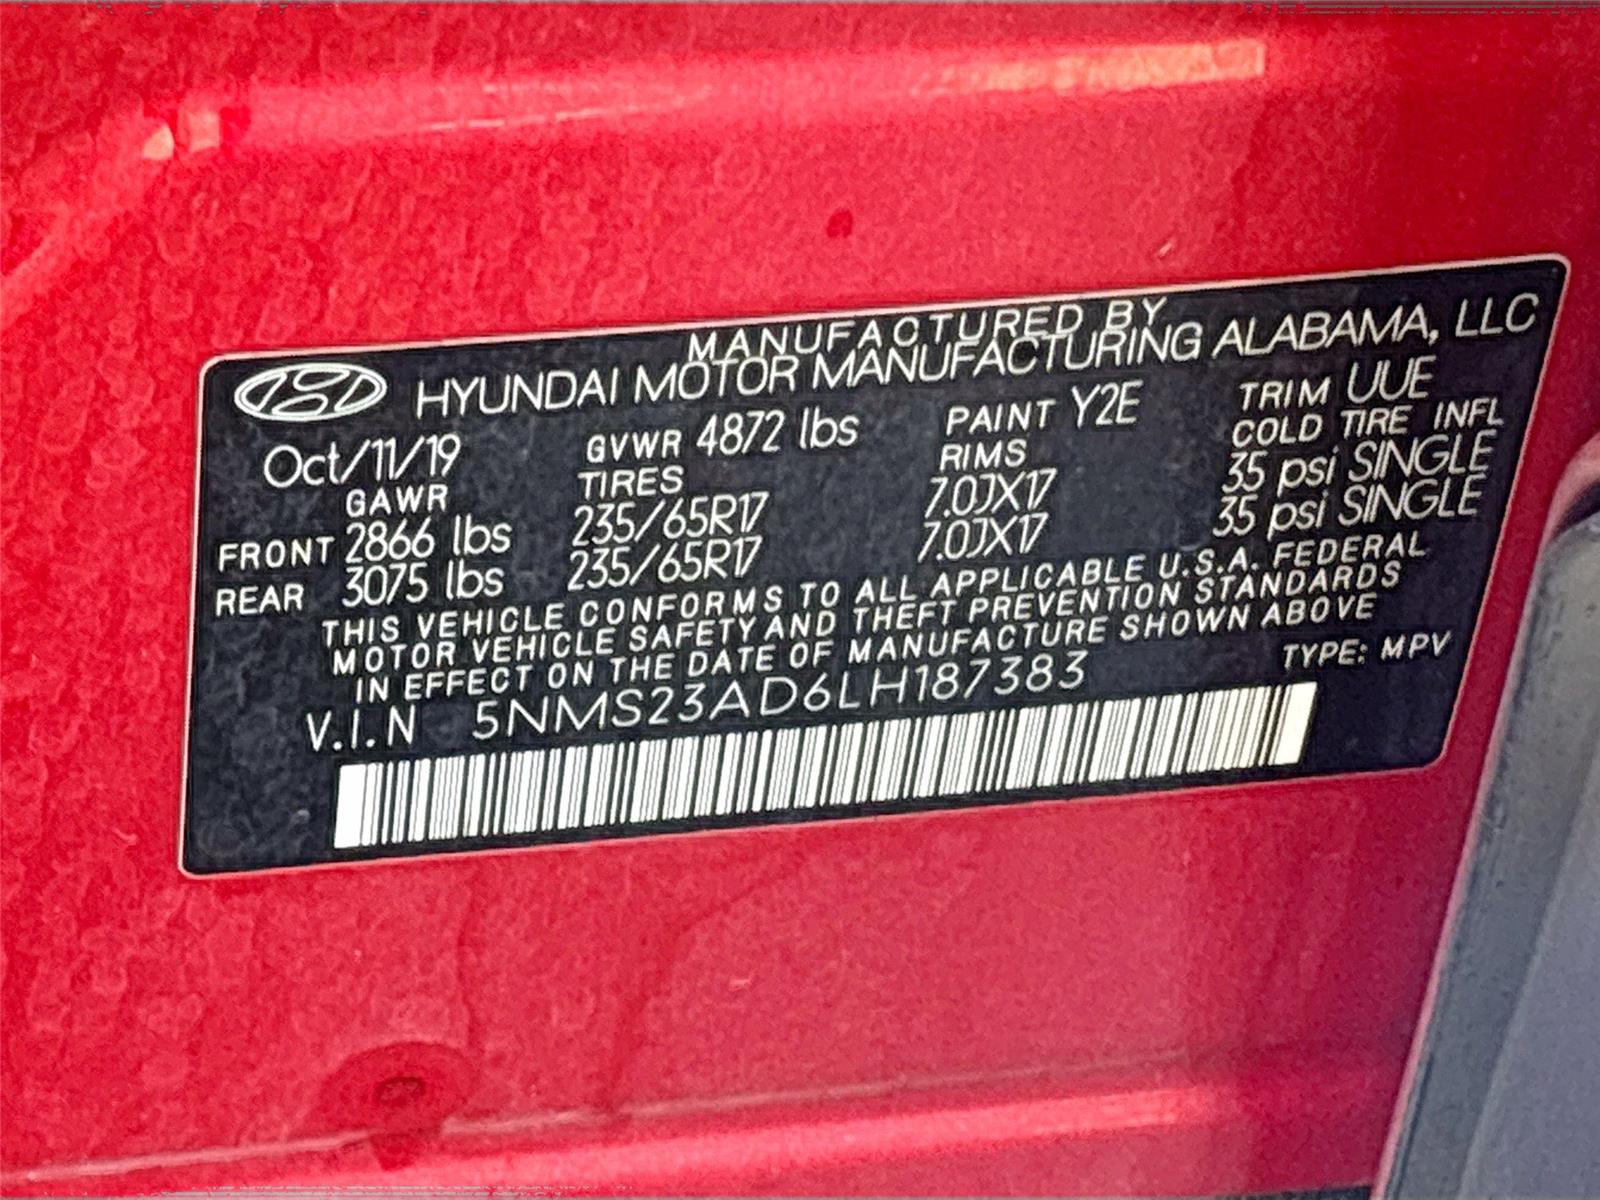 MANUFACTURED BY
HYUNDAI MOTOR MANUFACTURING ALABAMA, LLC
Oct/11/19 GVWR 4872 lbs PAINT Y2E TRIM UUE
GAWR TIRES RIMS COLD TIRE INFL
FRONT 2866 lbs 235/65R17 7.0JX17 35 psi SINGLE
REAR 3075 lbs 235/65R17 7.0JX17 35 psi SINGLE
THIS VEHICLE CONFORMS TO ALL APPLICABLE U.S.A. FEDERAL
MOTOR VEHICLE SAFETY AND THEFT PREVENTION STANDARDS
IN EFFECT ON THE DATE OF MANUFACTURE SHOWN ABOVE
V.I.N 5NMS23AD6LH187383 TYPE: MPV